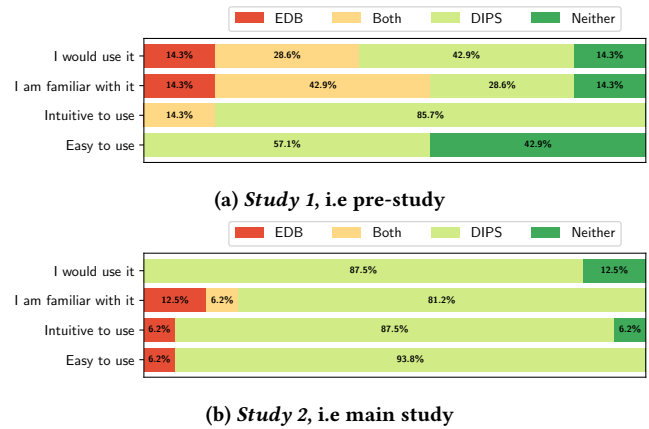 EDB Both DIPS Neither
I would use it 14.3% 28.6% 42.9% 14.3%
I am familiar with it 14.3% 42.9% 28.6% 14.3%
Intuitive to use 14.3% 85.7%
Easy to use 57.1% 42.9%
(a) Study 1, i.e pre-study
EDB Both DIPS Neither
I would use it 87.5% 12.5%
I am familiar with it 12.5% 6.2% 81.2%
Intuitive to use 6.2% 87.5% 6.2%
Easy to use 6.2% 93.8%
(b) Study 2, i.e main study